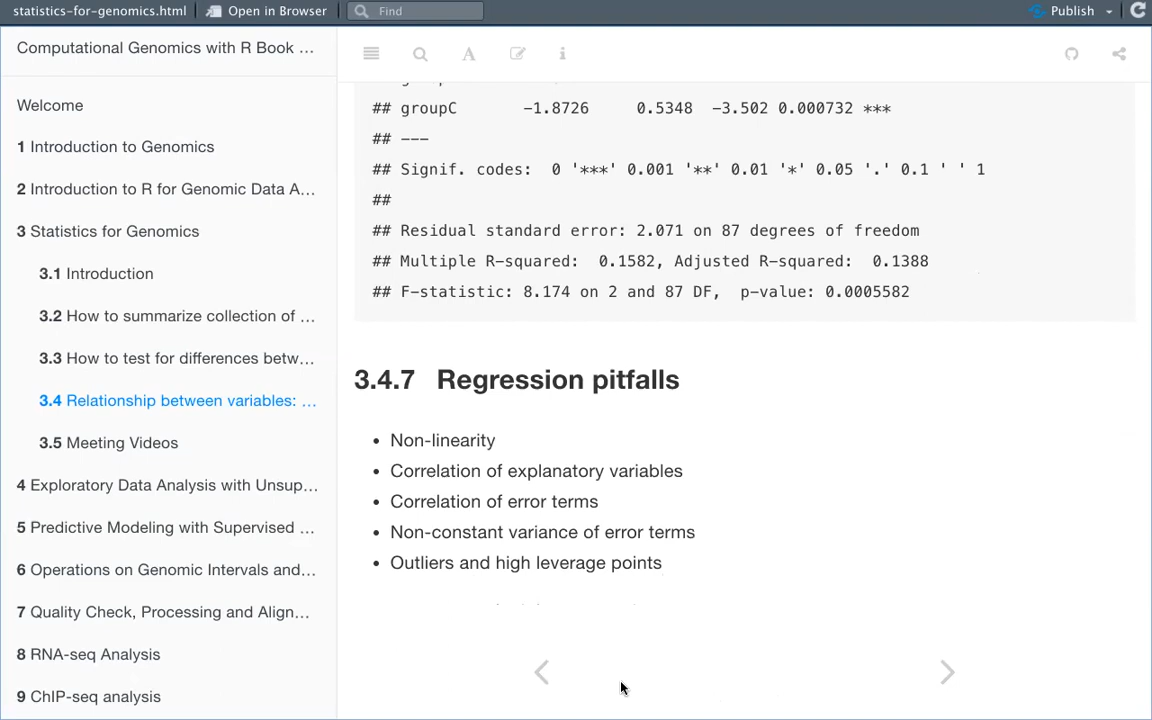 statistics-for-genomics.html Open in Browser Find Publish
Computational Genomics with R Book ...
Welcome
1 Introduction to Genomics
2 Introduction to R for Genomic Data A...
3 Statistics for Genomics
3.1 Introduction
3.2 How to summarize collection of ...
3.3 How to test for differences betw...
3.4 Relationship between variables: ...
3.5 Meeting Videos
4 Exploratory Data Analysis with Unsup...
5 Predictive Modeling with Supervised ...
6 Operations on Genomic Intervals and...
7 Quality Check, Processing and Align...
8 RNA-seq Analysis
9 ChIP-seq analysis
## groupC -1.8726 0.5348 -3.502 0.000732 ***
## ---
## Signif. codes: 0 '***' 0.001 '**' 0.01 '*' 0.05 '.' 0.1 ' ' 1
##
## Residual standard error: 2.071 on 87 degrees of freedom
## Multiple R-squared: 0.1582, Adjusted R-squared: 0.1388
## F-statistic: 8.174 on 2 and 87 DF, p-value: 0.0005582
3.4.7 Regression pitfalls
• Non-linearity
• Correlation of explanatory variables
• Correlation of error terms
• Non-constant variance of error terms
• Outliers and high leverage points